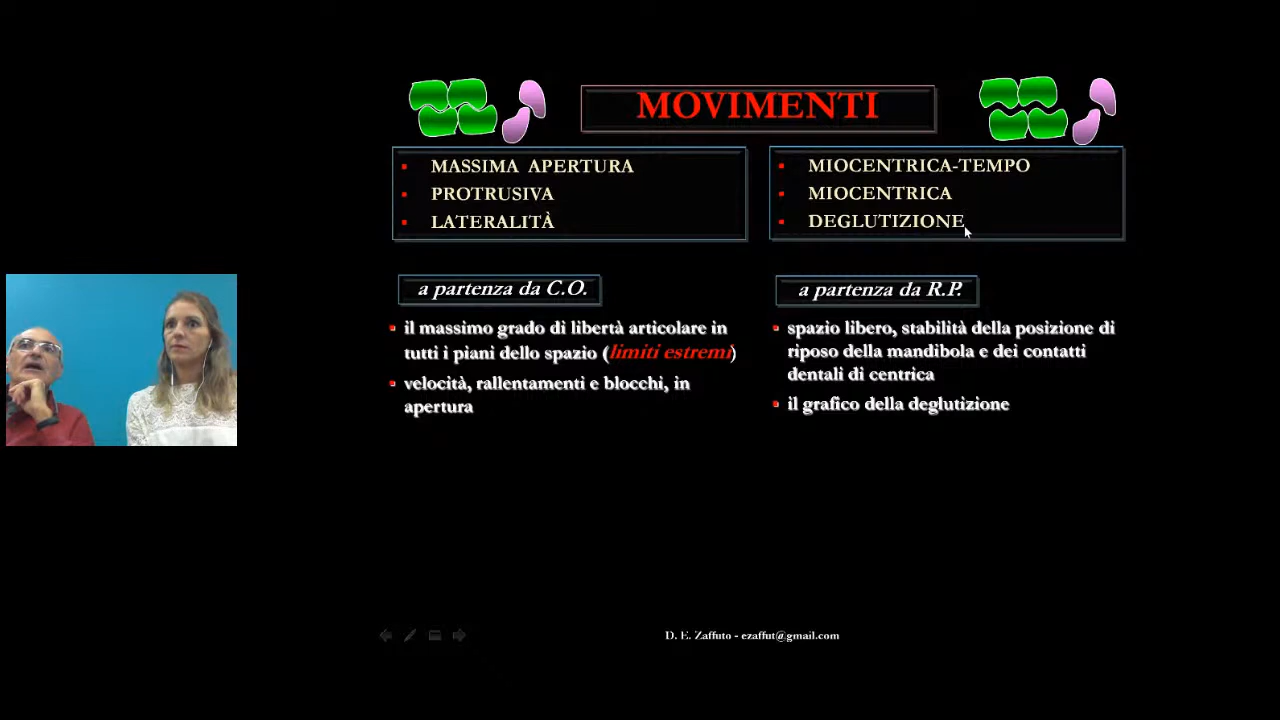 MOVIMENTI
MASSIMA APERTURA
PROTRUSIVA
LATERALITÀ
MIOCENTRICA-TEMPO
MIOCENTRICA
DEGLUTIZIONE
a partenza da C.O.
il massimo grado di libertà articolare in
tutti i piani dello spazio (limiti estremi)
velocità, rallentamenti e blocchi, in
apertura
a partenza da R.P.
spazio libero, stabilità della posizione di
riposo della mandibola e dei contatti
dentali di centrica
il grafico della deglutizione
D. E. Zaffuto - ezaffut@gmail.com